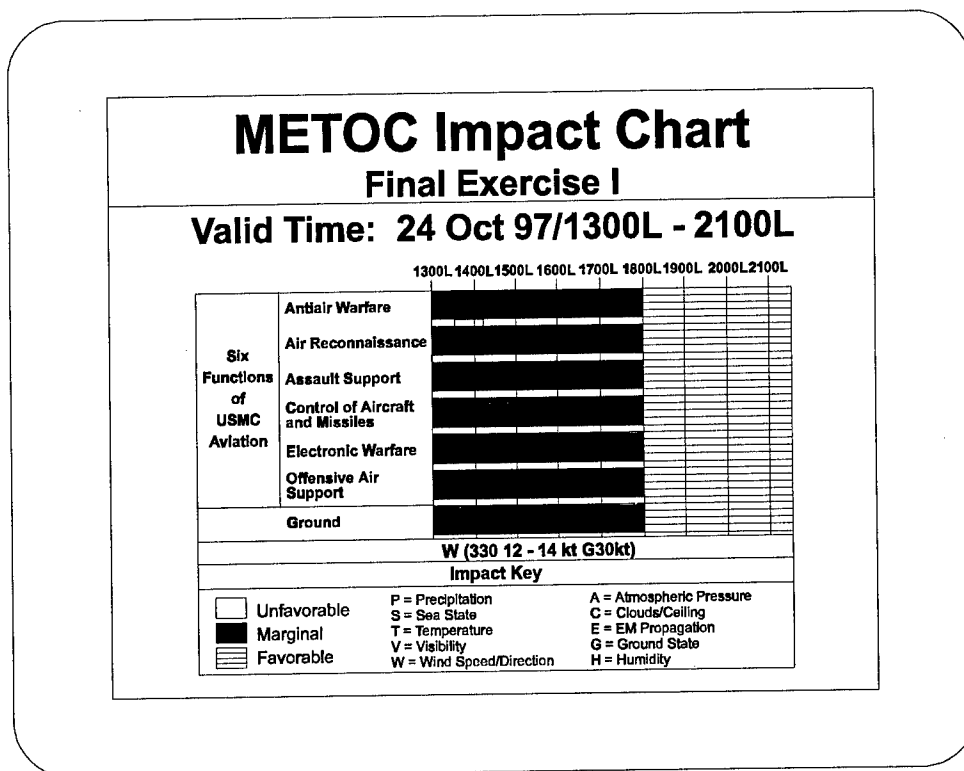 METOC Impact Chart
Final Exercise I
Valid Time: 24 Oct 97/1300L - 2100L
1300L 1400L 1500L 1600L 1700L 1800L 1900L 2000L 2100L
Six
Functions
of
USMC
Aviation
Antiair Warfare
Air Reconnaissance
Assault Support
Control of Aircraft
and Missiles
Electronic Warfare
Offensive Air
Support
Ground
W (330 12 - 14 kt G30kt)
Impact Key
Unfavorable
Marginal
Favorable
P = Precipitation
S = Sea State
T = Temperature
V = Visibility
W = Wind Speed/Direction
A = Atmospheric Pressure
C = Clouds/Ceiling
E = EM Propagation
G = Ground State
H = Humidity